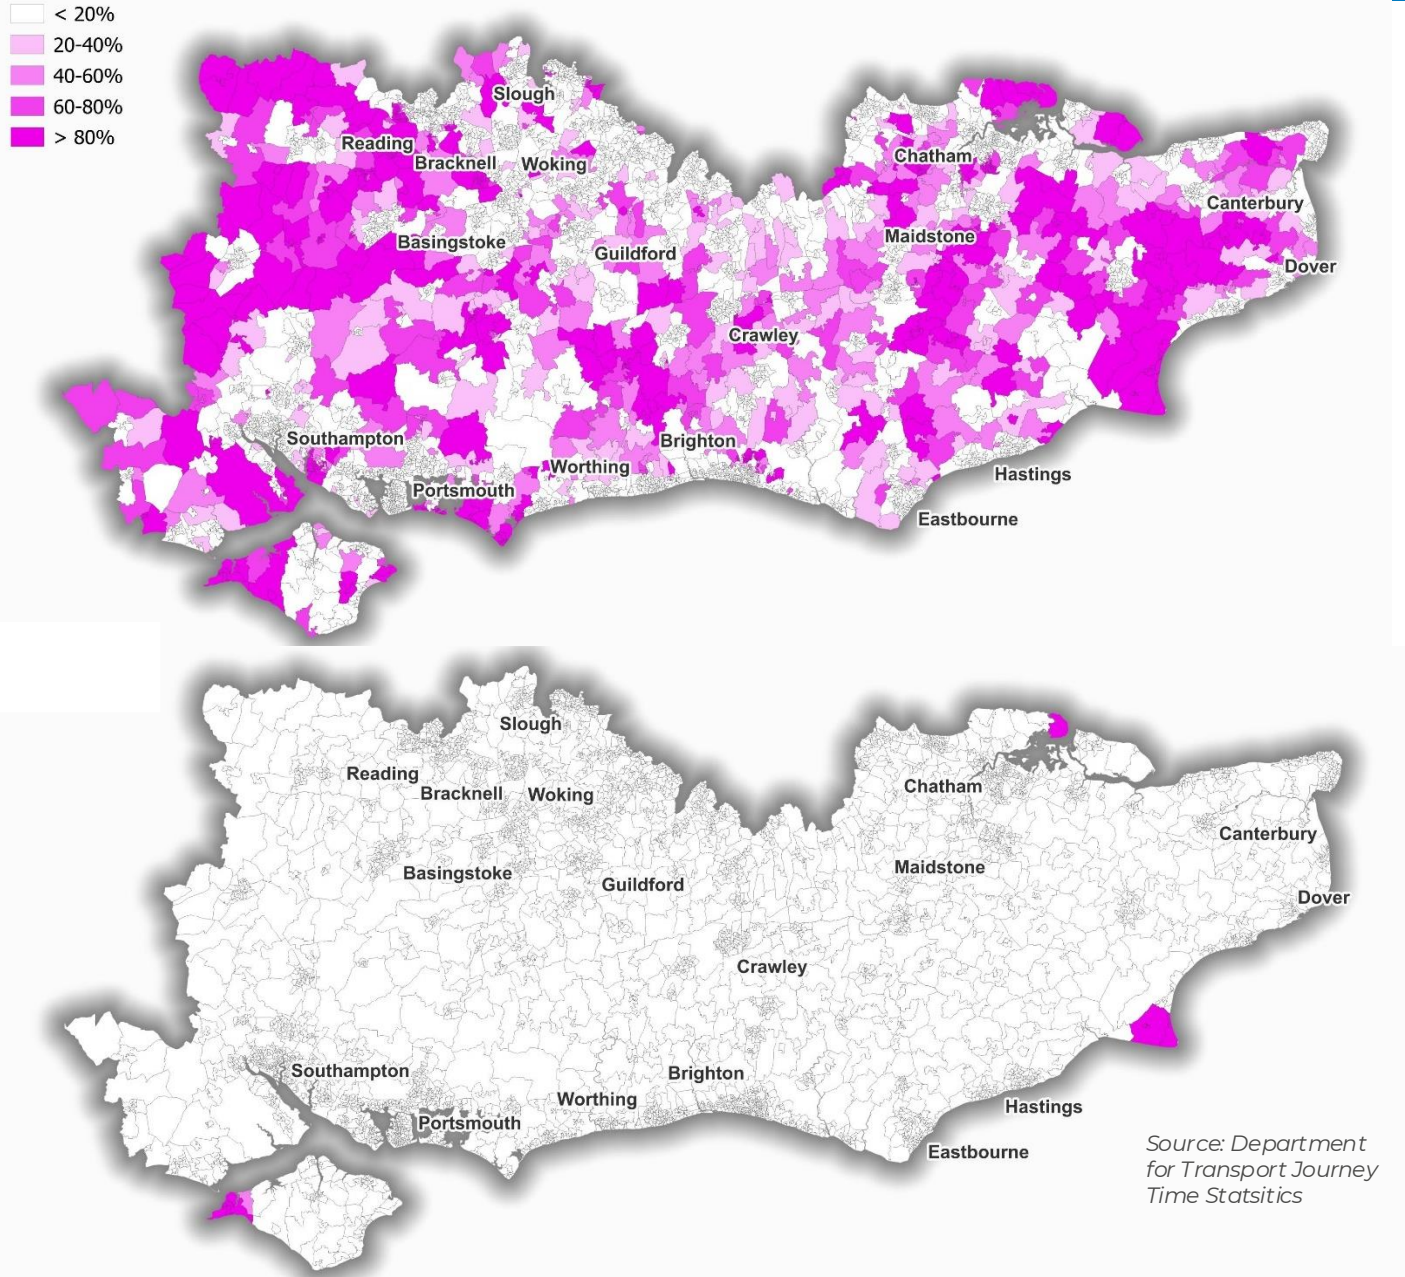 < 20%
20-40%
40-60%
60-80%
> 80%
Slough
Reading
Bracknell
Woking
Chatham
Canterbury
Basingstoke
Guildford
Maidstone
Dover
Crawley
Southampton
Brighton
Worthing
Hastings
Portsmouth
Eastbourne
Slough
Reading
Bracknell
Woking
Chatham
Canterbury
Basingstoke
Guildford
Maidstone
Dover
Crawley
Southampton
Brighton
Worthing
Hastings
Portsmouth
Eastbourne
Source: Department
for Transport Journey
Time Statsitics